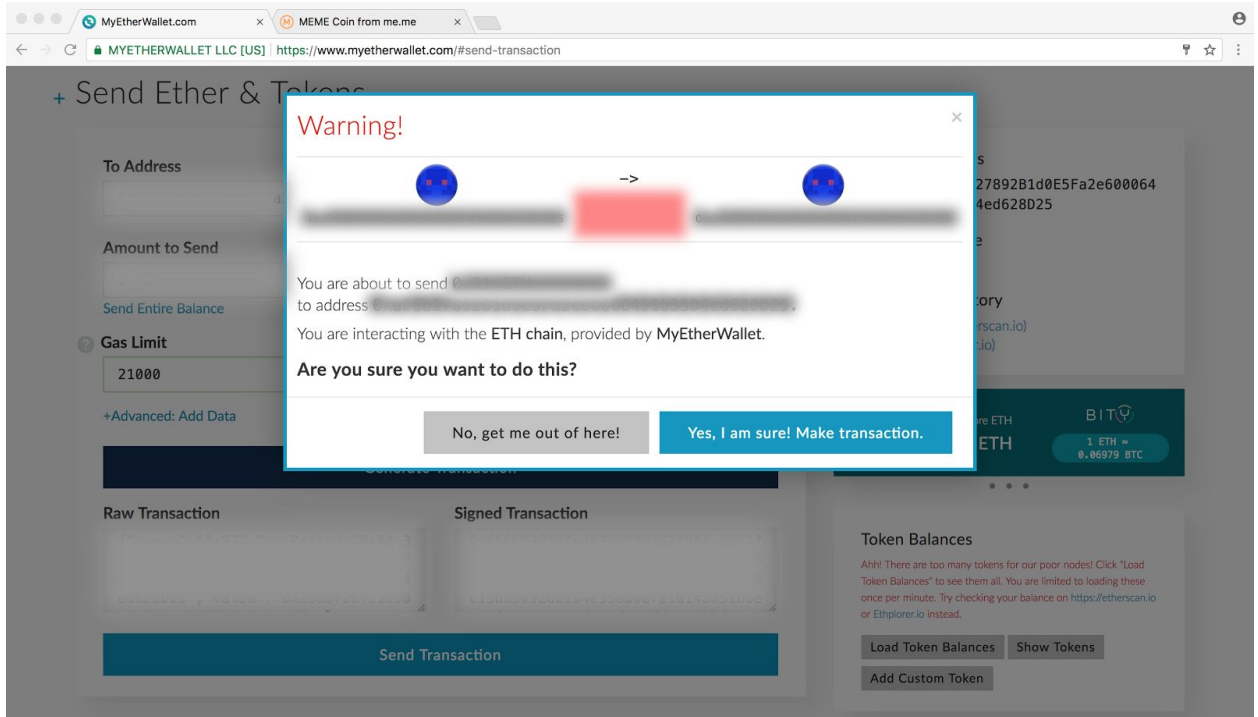 MyEtherWallet.com
MEME Coin from me.me
MYETHERWALLET LLC [US] https://www.myetherwallet.com/#send-transaction
+ Send Ether & Tokens
Warning!
–>
To Address
27892B1d0E5Fa2e600064
4ed628D25
Amount to Send
You are about to send
to address
Send Entire Balance
You are interacting with the ETH chain, provided by MyEtherWallet.
Gas Limit
21000
Are you sure you want to do this?
+Advanced: Add Data
No, get me out of here!
Yes, I am sure! Make transaction.
ETH
ETH
BITY
1 ETH ≈
0.06979 BTC
Generate Transaction
Raw Transaction
Signed Transaction
Send Transaction
Token Balances
Ahh! There are too many tokens for our poor nodes! Click "Load
Token Balances" to see them all. You are limited to loading these
once per minute. Try checking your balance on https://etherscan.io
or Ethplorer.io instead.
Load Token Balances
Show Tokens
Add Custom Token